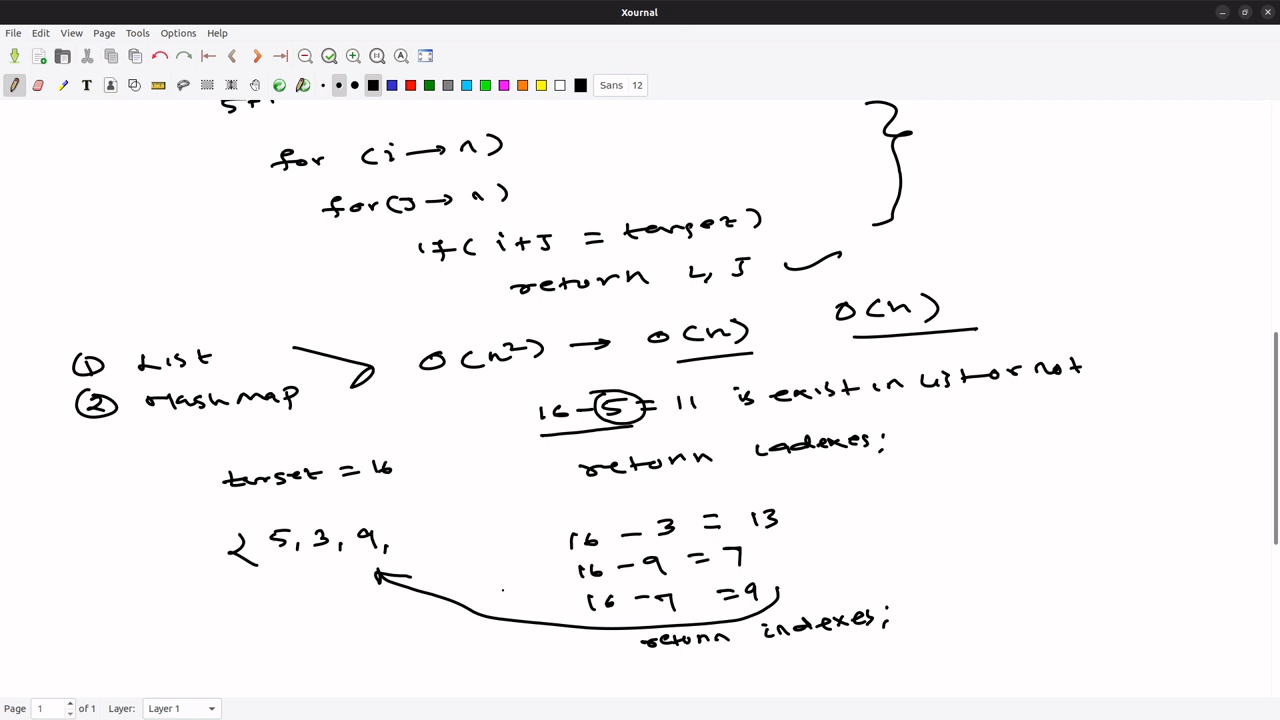 Xournal
File Edit View Page Tools Options Help
Sans 12
for (i → n)
for(J → n)
if( i+J = target)
return i, J
O(n)
① List
O(n²) → O(n)
② Hashmap
16 - 5 = 11 is exist in list or not
return indexes;
target = 16
{ 5, 3, 9,
16 - 3 = 13
16 - 9 = 7
16 - 7 = 9
return indexes;
Page 1 of 1 Layer: Layer 1